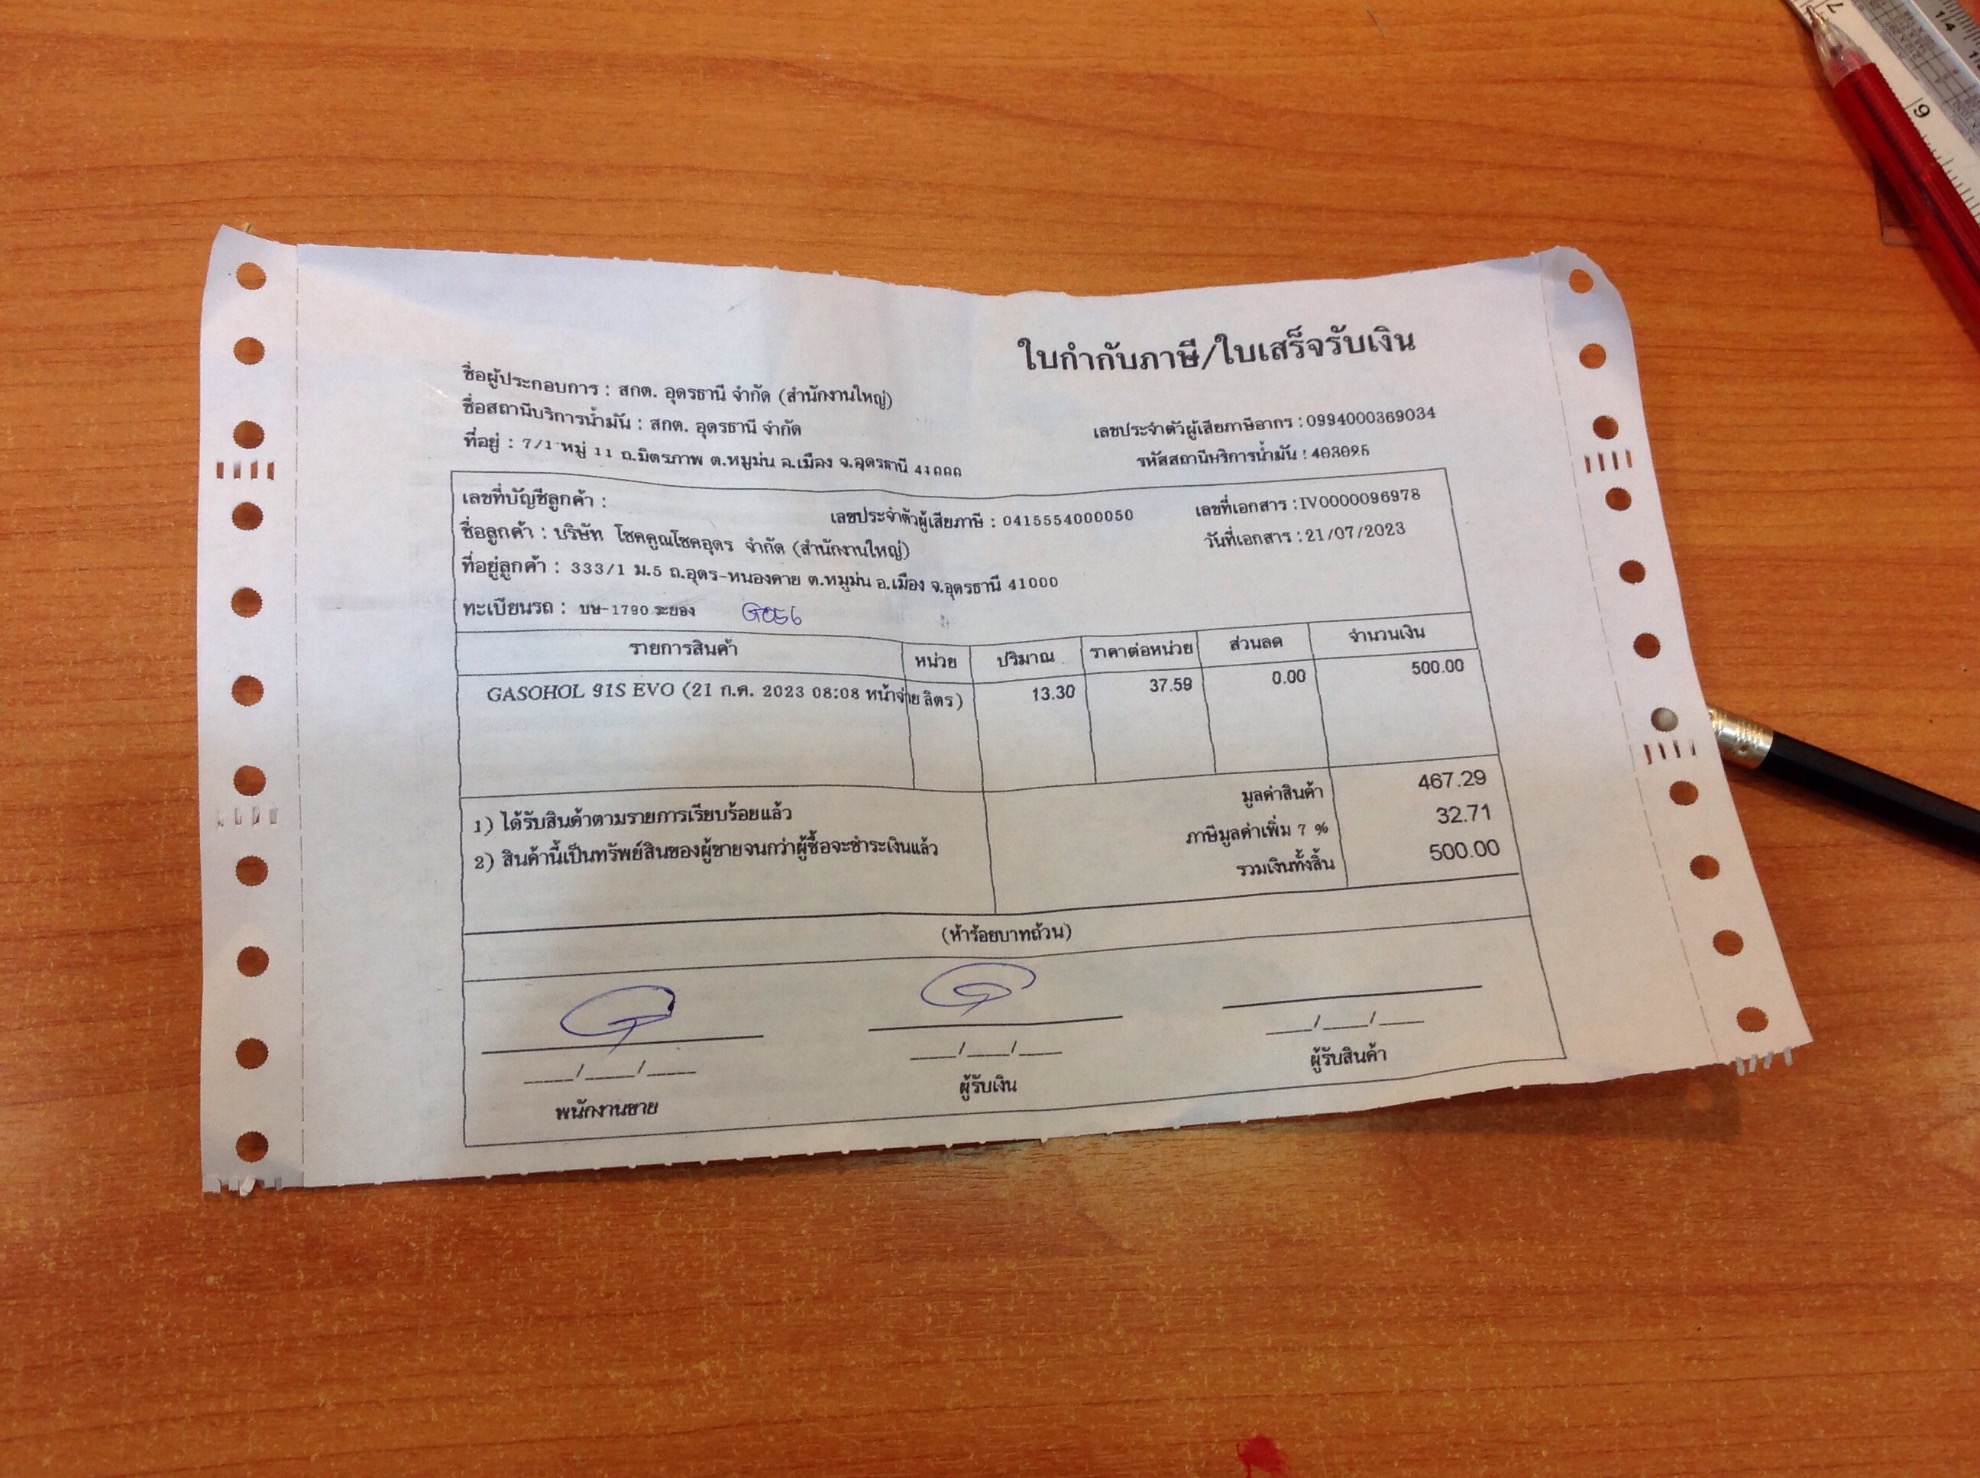 ใบกำกับภาษี/ใบเสร็จรับเงิน
ชื่อผู้ประกอบการ : สกต. อุดรธานี จำกัด (สำนักงานใหญ่)
ชื่อสถานีบริการน้ำมัน : สกต. อุดรธานี จำกัด
เลขประจำตัวผู้เสียภาษีอากร : 0994000369034
ที่อยู่ : 7/1 หมู่ 11 ถ.มิตรภาพ ต.หมูม่น อ.เมือง จ.อุดรธานี 41000
รหัสสถานีบริการน้ำมัน : 403095
เลขที่บัญชีลูกค้า : เลขประจำตัวผู้เสียภาษี : 0415554000050 เลขที่เอกสาร : IV0000096978
ชื่อลูกค้า : บริษัท โชคคูณโชคอุดร จำกัด (สำนักงานใหญ่) วันที่เอกสาร : 21/07/2023
ที่อยู่ลูกค้า : 333/1 ม.5 ถ.อุดร-หนองคาย ต.หมูม่น อ.เมือง จ.อุดรธานี 41000
ทะเบียนรถ : บษ-1790 ระยอง
รายการสินค้า หน่วย ปริมาณ ราคาต่อหน่วย ส่วนลด จำนวนเงิน
GASOHOL 91S EVO (21 ก.ค. 2023 08:08 หน้าจ่าย ลิตร) 13.30 37.59 0.00 500.00
มูลค่าสินค้า 467.29
1) ได้รับสินค้าตามรายการเรียบร้อยแล้ว
ภาษีมูลค่าเพิ่ม 7 % 32.71
2) สินค้านี้เป็นทรัพย์สินของผู้ขายจนกว่าผู้ซื้อจะชำระเงินแล้ว
รวมเงินทั้งสิ้น 500.00
(ห้าร้อยบาทถ้วน)
___/___/___ ___/___/___ ___/___/___
พนักงานขาย ผู้รับเงิน ผู้รับสินค้า